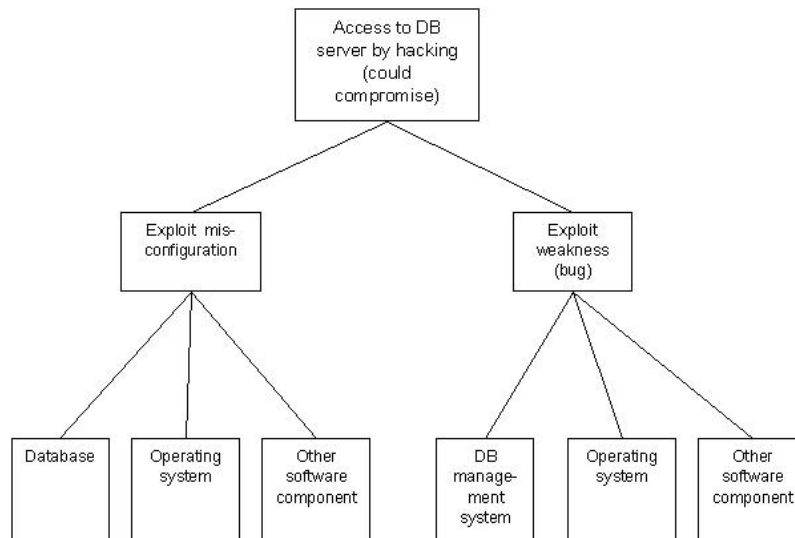 Access to DB
server by hacking
(could
compromise)
Exploit mis-
configuration
Exploit
weakness
(bug)
Database
Operating
system
Other
software
component
DB
manage-
ment
system
Operating
system
Other
software
component